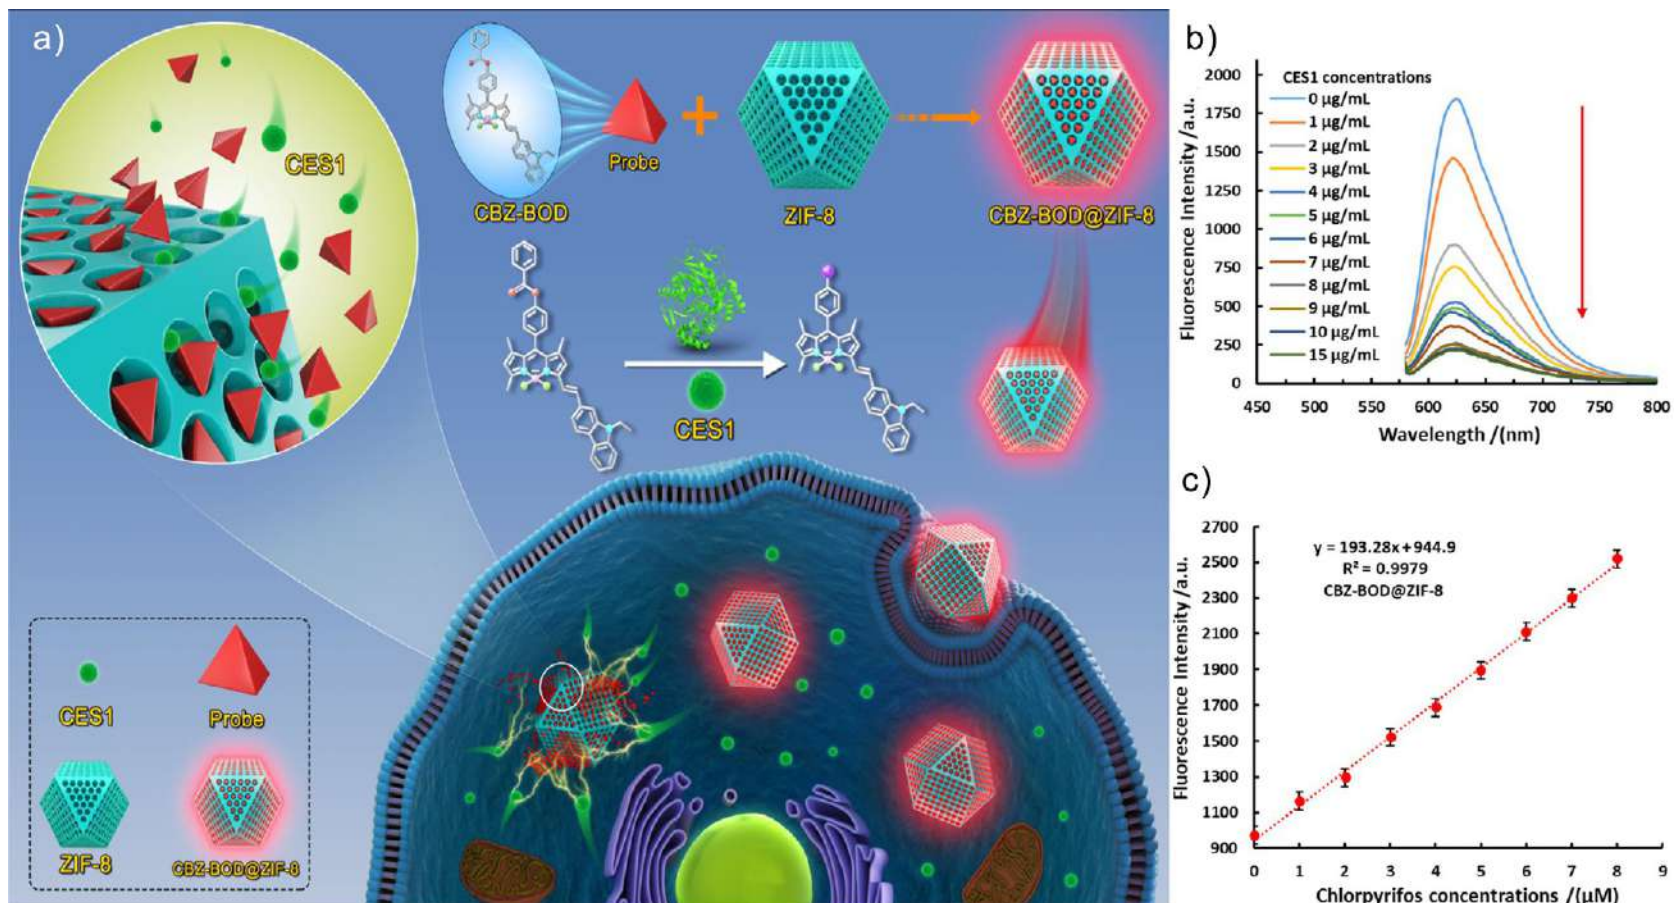 a)
CES1
CBZ-BOD
Probe
+
ZIF-8
CBZ-BOD@ZIF-8
CES1
CES1
Probe
ZIF-8
CBZ-BOD@ZIF-8
b)
Fluorescence Intensity /a.u.
2000
1750
1500
1250
1000
750
500
250
0
CES1 concentrations
0 µg/mL
1 µg/mL
2 µg/mL
3 µg/mL
4 µg/mL
5 µg/mL
6 µg/mL
7 µg/mL
8 µg/mL
9 µg/mL
10 µg/mL
15 µg/mL
450 500 550 600 650 700 750 800
Wavelength /(nm)
c)
Fluorescence Intensity /a.u.
2700
2500
2300
2100
1900
1700
1500
1300
1100
900
y = 193.28x+944.9
R² = 0.9979
CBZ-BOD@ZIF-8
0 1 2 3 4 5 6 7 8 9
Chlorpyrifos concentrations /(µM)